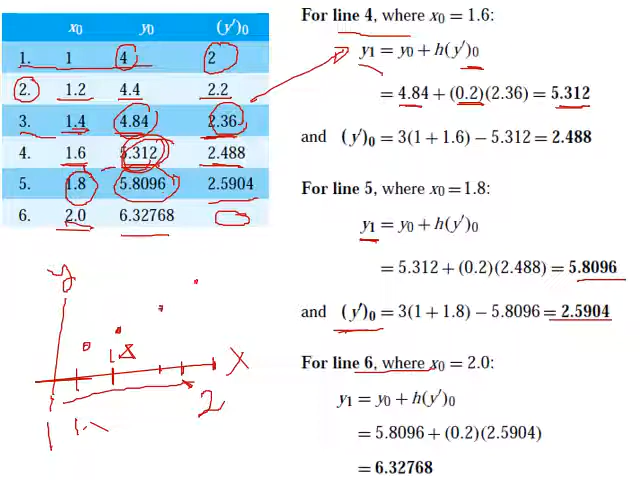 x₀ y₀ (y′)₀
1. 1 4 2
2. 1.2 4.4 2.2
3. 1.4 4.84 2.36
4. 1.6 5.312 2.488
5. 1.8 5.8096 2.5904
6. 2.0 6.32768
For line 4, where x₀ = 1.6:
y₁ = y₀ + h(y′)₀
= 4.84 + (0.2)(2.36) = 5.312
and (y′)₀ = 3(1 + 1.6) − 5.312 = 2.488
For line 5, where x₀ = 1.8:
y₁ = y₀ + h(y′)₀
= 5.312 + (0.2)(2.488) = 5.8096
and (y′)₀ = 3(1 + 1.8) − 5.8096 = 2.5904
For line 6, where x₀ = 2.0:
y₁ = y₀ + h(y′)₀
= 5.8096 + (0.2)(2.5904)
= 6.32768
y
x
2
1